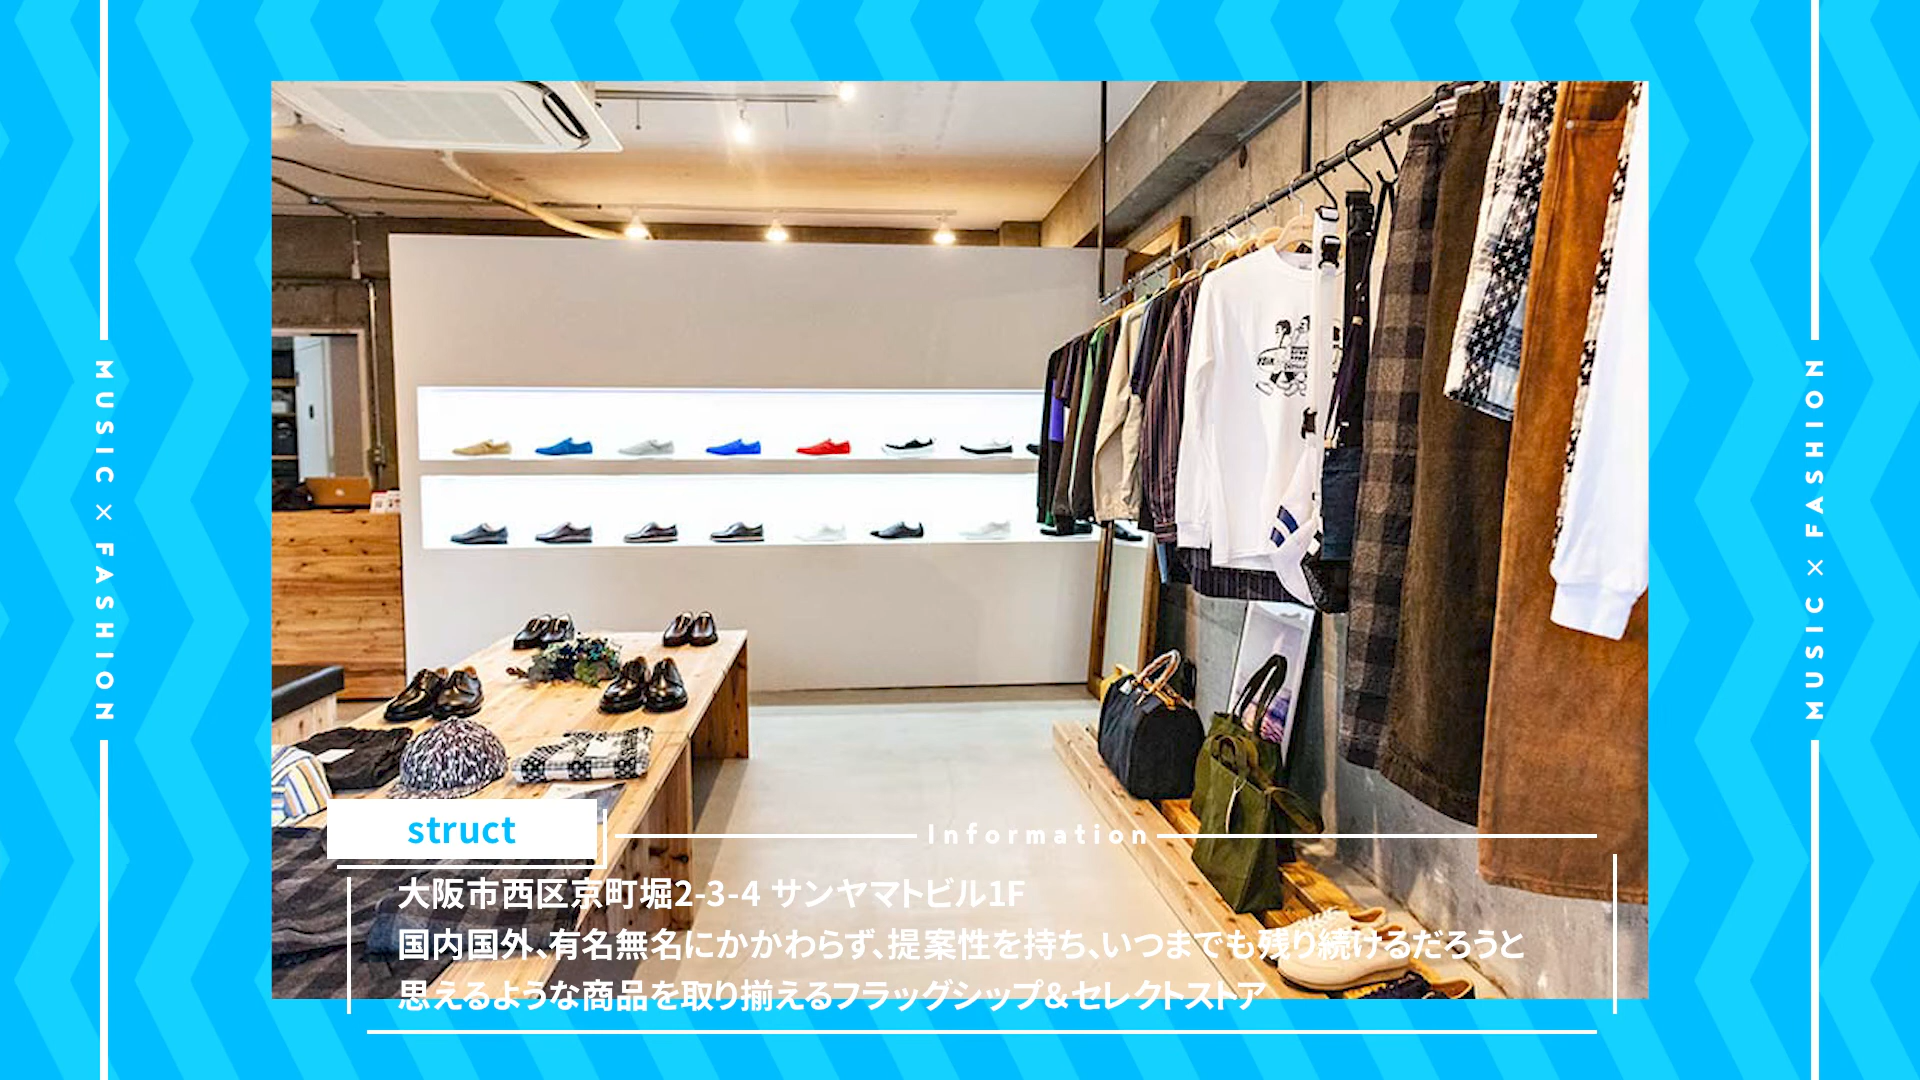 MUSIC × FASHION
struct
Information
大阪市西区京町堀2-3-4 サンヤマトビル1F
国内国外、有名無名にかかわらず、提案性を持ち、いつまでも残り続けるだろうと
思えるような商品を取り揃えるフラッグシップ&セレクトストア
MUSIC × FASHION